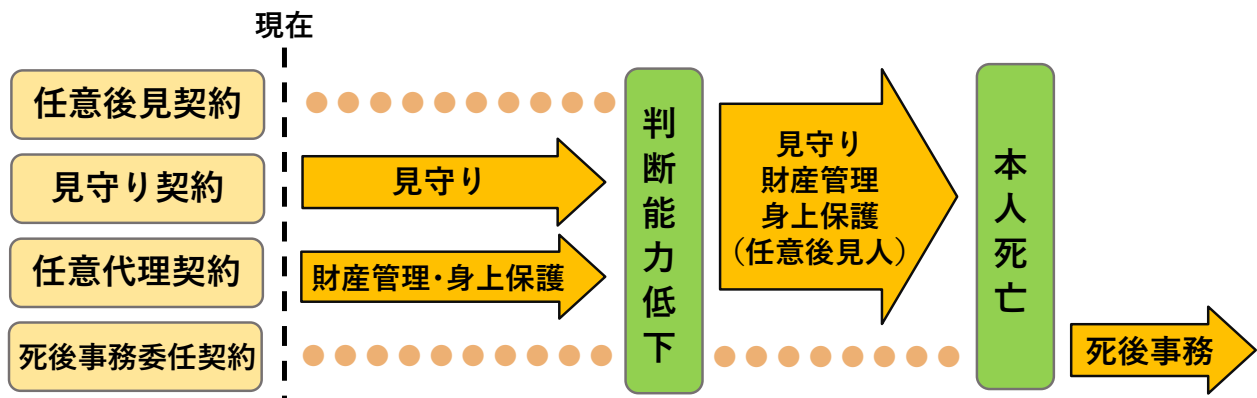 現在
任意後見契約
見守り契約
任意代理契約
死後事務委任契約
見守り
財産管理・身上保護
判断能力低下
見守り
財産管理
身上保護
（任意後見人）
本人死亡
死後事務